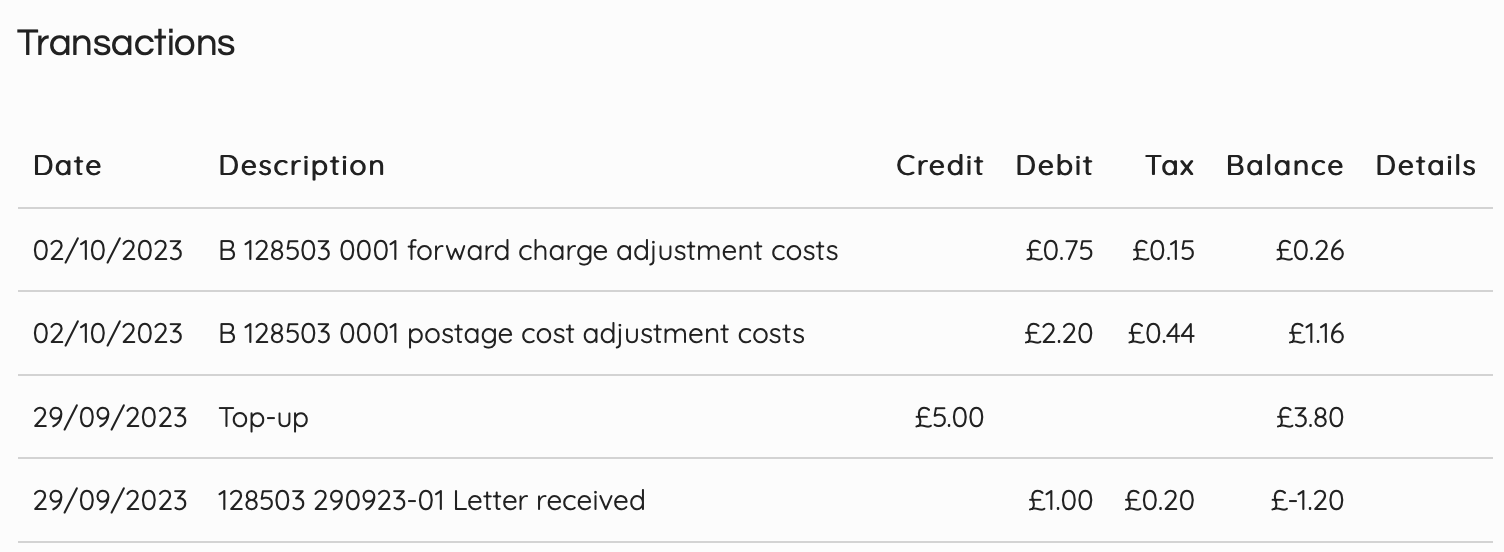 Transactions
Date Description Credit Debit Tax Balance Details
02/10/2023 B 128503 0001 forward charge adjustment costs £0.75 £0.15 £0.26
02/10/2023 B 128503 0001 postage cost adjustment costs £2.20 £0.44 £1.16
29/09/2023 Top-up £5.00 £3.80
29/09/2023 128503 290923-01 Letter received £1.00 £0.20 £-1.20